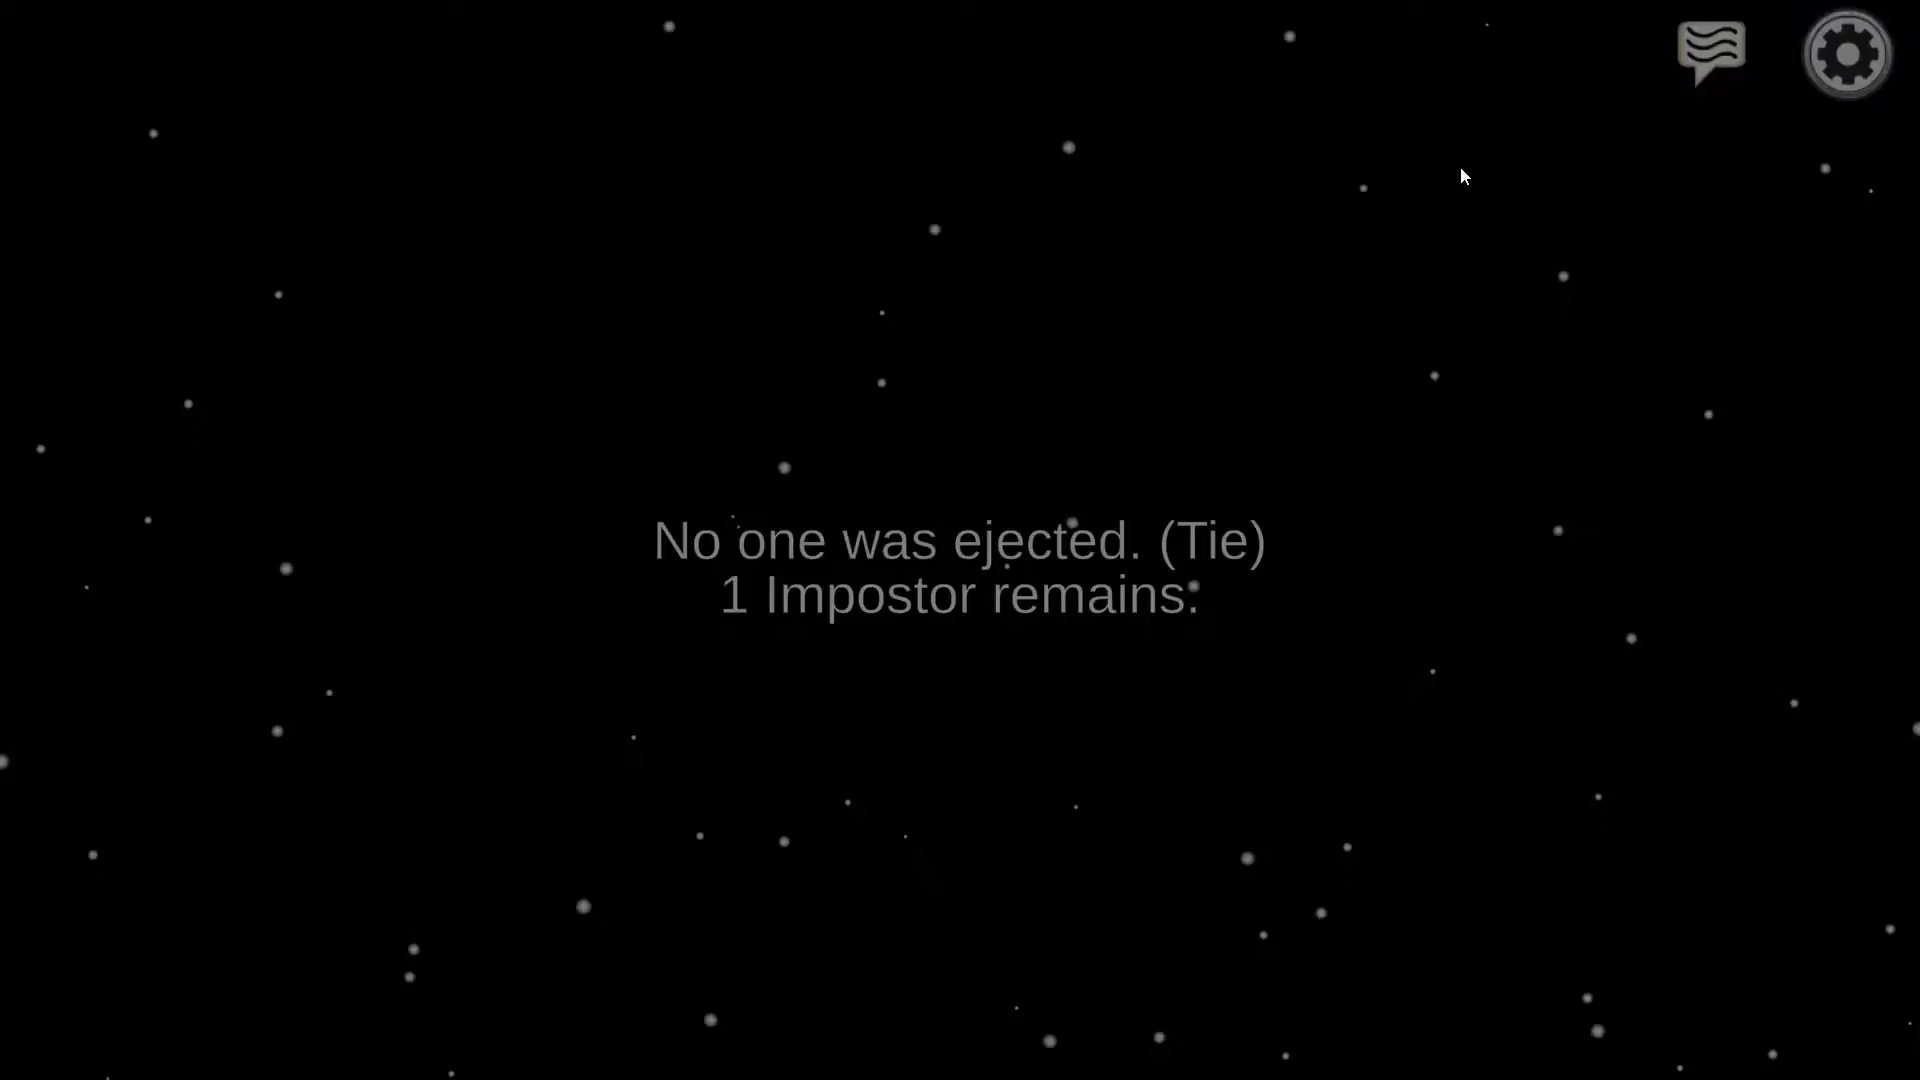 No one was ejected. (Tie)
1 Impostor remains.